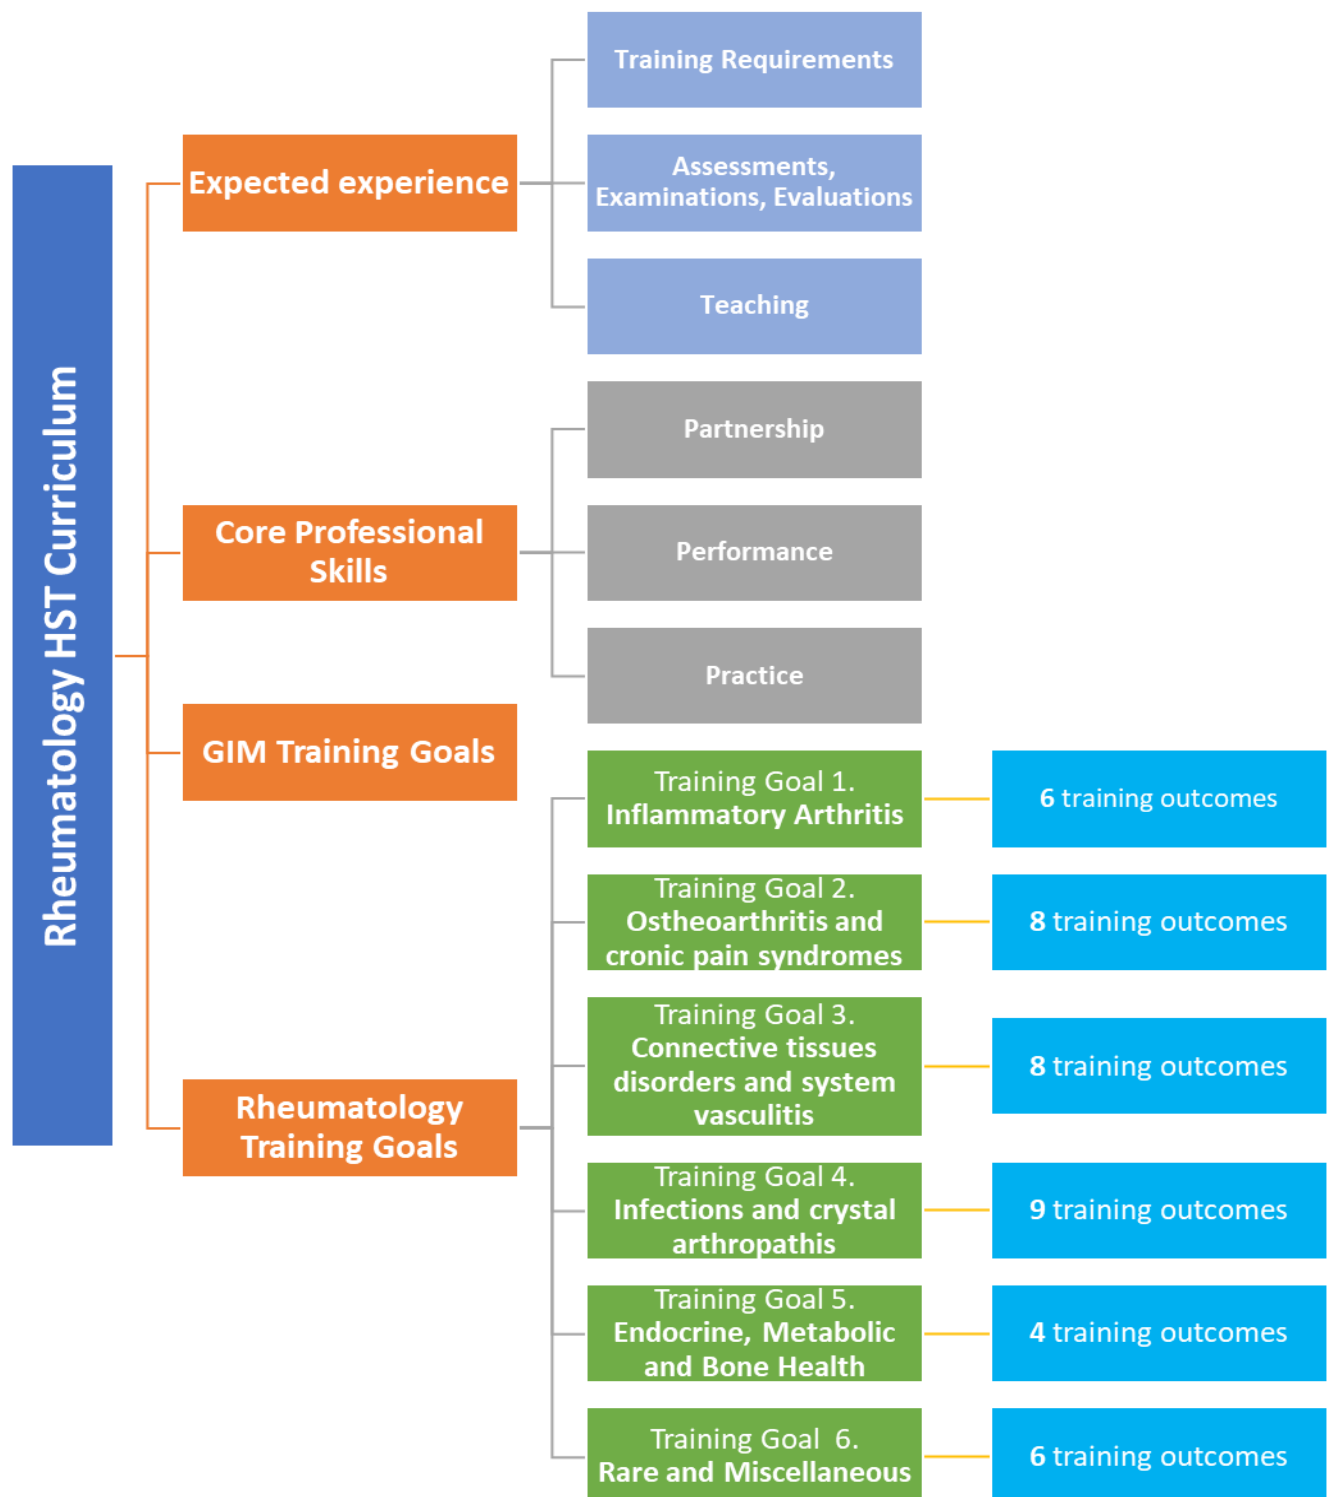 Rheumatology HST Curriculum
Expected experience
Training Requirements
Assessments,
Examinations, Evaluations
Teaching
Core Professional
Skills
Partnership
Performance
Practice
GIM Training Goals
Rheumatology
Training Goals
Training Goal 1.
Inflammatory Arthritis
6 training outcomes
Training Goal 2.
Ostheoarthritis and
cronic pain syndromes
8 training outcomes
Training Goal 3.
Connective tissues
disorders and system
vasculitis
8 training outcomes
Training Goal 4.
Infections and crystal
arthropathis
9 training outcomes
Training Goal 5.
Endocrine, Metabolic
and Bone Health
4 training outcomes
Training Goal  6.
Rare and Miscellaneous
6 training outcomes